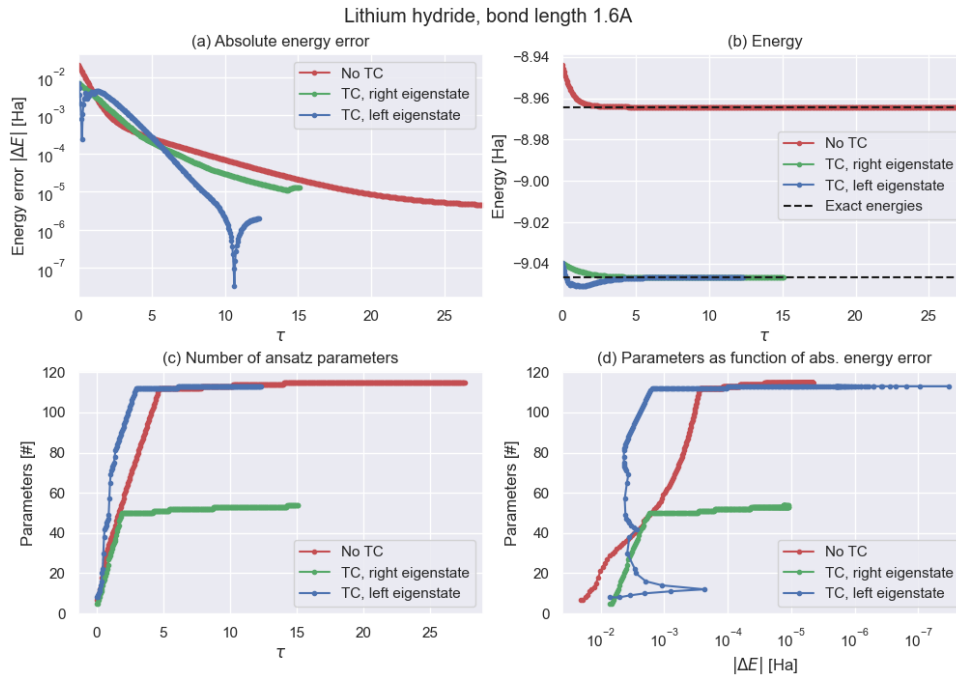 Lithium hydride, bond length 1.6A
(a) Absolute energy error
Energy error |ΔE| [Ha]
10⁻²
10⁻³
10⁻⁴
10⁻⁵
10⁻⁶
10⁻⁷
No TC
TC, right eigenstate
TC, left eigenstate
0 5 10 15 20 25
τ
(b) Energy
Energy [Ha]
−8.94
−8.96
−8.98
−9.00
−9.02
−9.04
No TC
TC, right eigenstate
TC, left eigenstate
Exact energies
0 5 10 15 20 25
τ
(c) Number of ansatz parameters
Parameters [#]
120
100
80
60
40
20
0
No TC
TC, right eigenstate
TC, left eigenstate
0 5 10 15 20 25
τ
(d) Parameters as function of abs. energy error
Parameters [#]
120
100
80
60
40
20
0
No TC
TC, right eigenstate
TC, left eigenstate
10⁻² 10⁻³ 10⁻⁴ 10⁻⁵ 10⁻⁶ 10⁻⁷
|ΔE| [Ha]